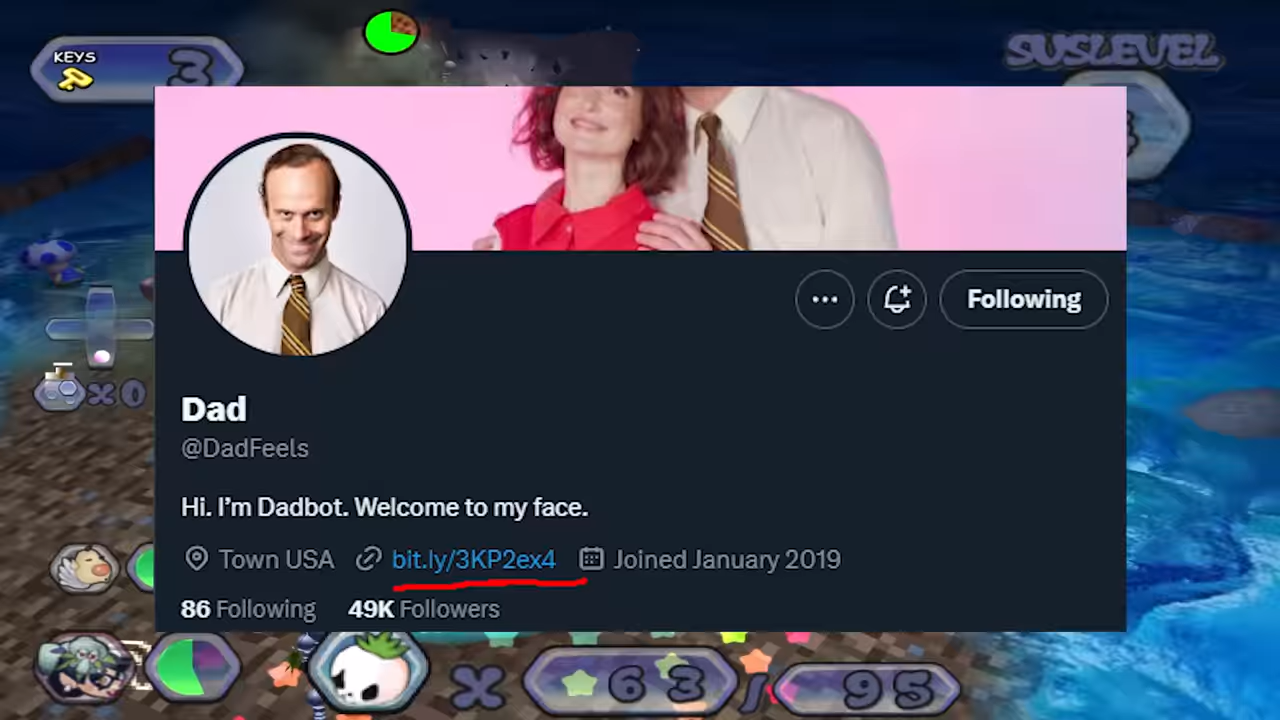 KEYS
3
SUSLEVEL
Following
Dad
@DadFeels
Hi. I'm Dadbot. Welcome to my face.
Town USA bit.ly/3KP2ex4 Joined January 2019
86 Following 49K Followers
x0
x 63 / 95